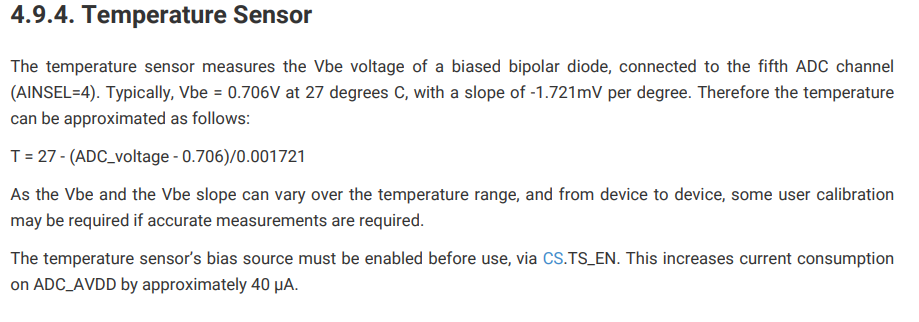 4.9.4. Temperature Sensor
The temperature sensor measures the Vbe voltage of a biased bipolar diode, connected to the fifth ADC channel
(AINSEL=4). Typically, Vbe = 0.706V at 27 degrees C, with a slope of -1.721mV per degree. Therefore the temperature
can be approximated as follows:
T = 27 - (ADC_voltage - 0.706)/0.001721
As the Vbe and the Vbe slope can vary over the temperature range, and from device to device, some user calibration
may be required if accurate measurements are required.
The temperature sensor’s bias source must be enabled before use, via CS.TS_EN. This increases current consumption
on ADC_AVDD by approximately 40 μA.